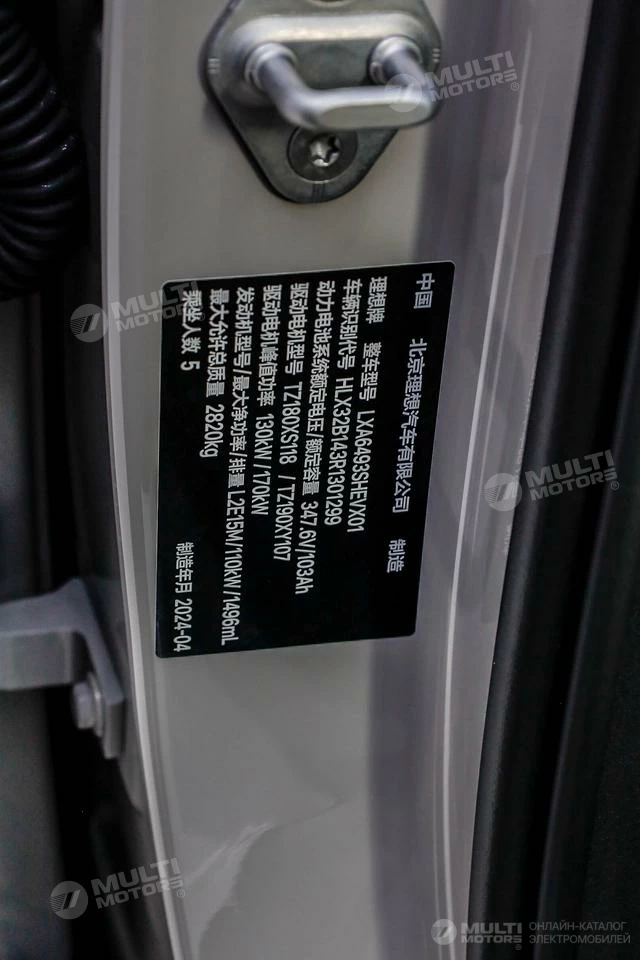 中国 北京理想汽车有限公司 制造
理想牌 整车型号 LXA6493SHEVX01
车辆识别代号 HLX32B143R1301299
动力电池系统额定电压/额定容量 347.6V/103Ah
驱动电机型号 TZ180XS118 / TZ190XY107
驱动电机峰值功率 130kW /170kW
发动机型号/最大净功率/排量 L2E15M/110kW/1496mL
最大允许总质量 2820kg
乘坐人数 5 制造年月 2024-04
MULTI MOTORS®
MULTI MOTORS®
MULTI MOTORS®
MULTI MOTORS®
MULTI MOTORS® ОНЛАЙН-КАТАЛОГ
ЭЛЕКТРОМОБИЛЕЙ